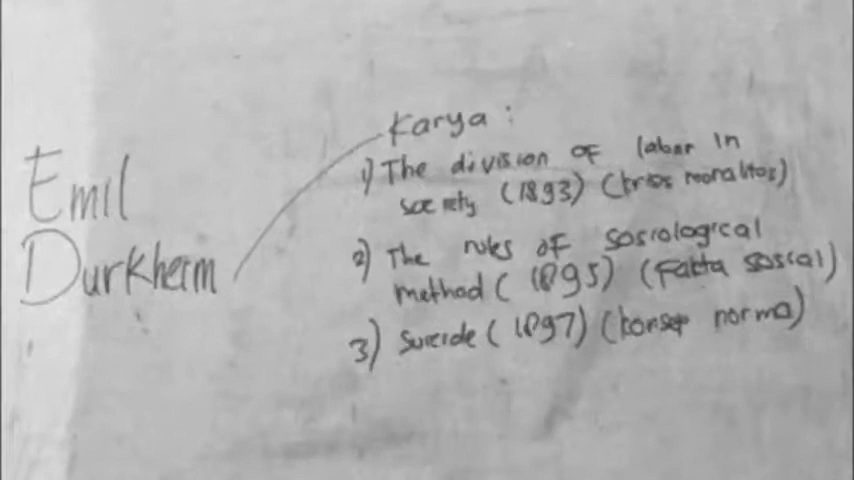 Emil
Durkheim
Karya :
1) The division of labor in
society (1893) (krisis moralitas)
2) The rules of sosiological
method ( 1895) (Fakta sosial)
3) Suicide ( 1897) (konsep norma)